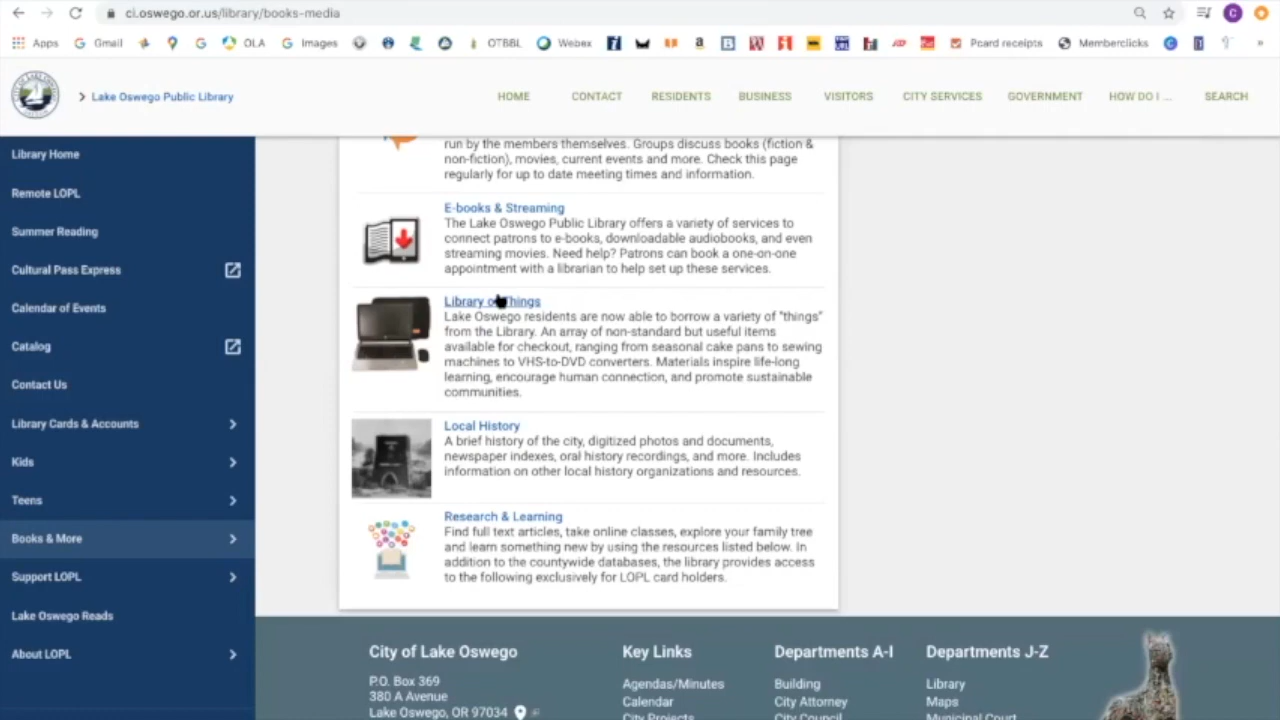 ci.oswego.or.us/library/books-media
Apps Gmail OLA Images OTBBL Webex Pcard receipts Memberclicks »
Lake Oswego Public Library
HOME CONTACT RESIDENTS BUSINESS VISITORS CITY SERVICES GOVERNMENT HOW DO I ... SEARCH
Library Home
Remote LOPL
Summer Reading
Cultural Pass Express
Calendar of Events
Catalog
Contact Us
Library Cards & Accounts
Kids
Teens
Books & More
Support LOPL
Lake Oswego Reads
About LOPL
run by the members themselves. Groups discuss books (fiction &
non-fiction), movies, current events and more. Check this page
regularly for up to date meeting times and information.
E-books & Streaming
The Lake Oswego Public Library offers a variety of services to
connect patrons to e-books, downloadable audiobooks, and even
streaming movies. Need help? Patrons can book a one-on-one
appointment with a librarian to help set up these services.
Library of Things
Lake Oswego residents are now able to borrow a variety of "things"
from the Library. An array of non-standard but useful items
available for checkout, ranging from seasonal cake pans to sewing
machines to VHS-to-DVD converters. Materials inspire life-long
learning, encourage human connection, and promote sustainable
communities.
Local History
A brief history of the city, digitized photos and documents,
newspaper indexes, oral history recordings, and more. Includes
information on other local history organizations and resources.
Research & Learning
Find full text articles, take online classes, explore your family tree
and learn something new by using the resources listed below. In
addition to the countywide databases, the library provides access
to the following exclusively for LOPL card holders.
City of Lake Oswego
P.O. Box 369
380 A Avenue
Lake Oswego, OR 97034
Key Links
Agendas/Minutes
Calendar
City Projects
Departments A-I
Building
City Attorney
City Council
Departments J-Z
Library
Maps
Municipal Court